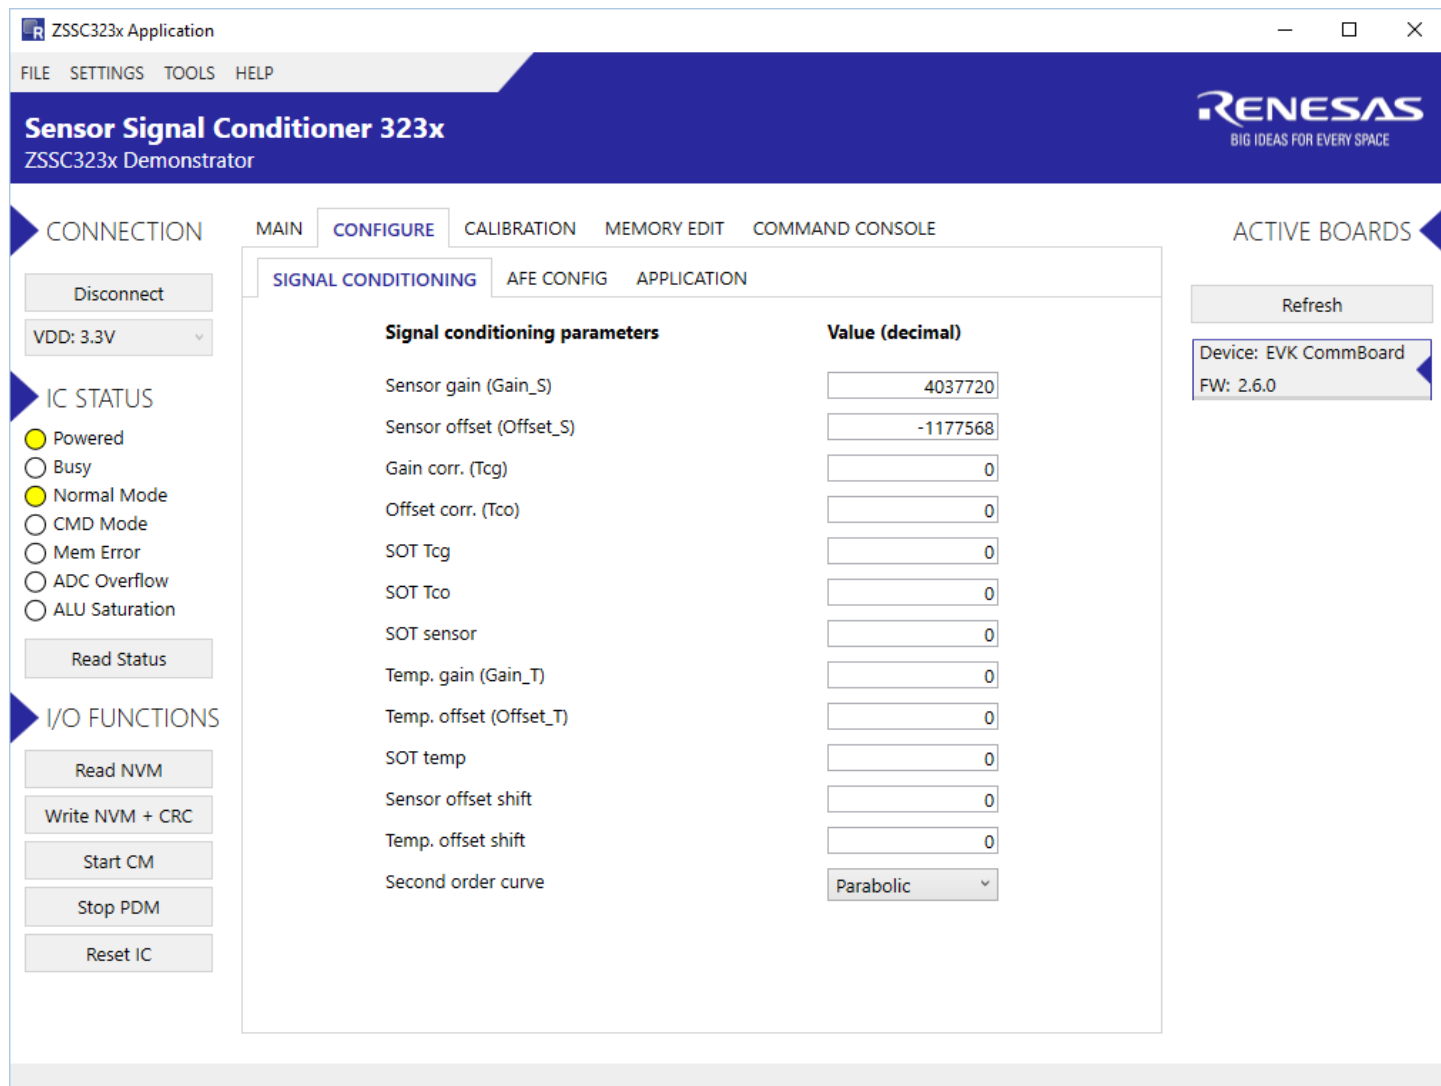 ZSSC323x Application
FILE SETTINGS TOOLS HELP
Sensor Signal Conditioner 323x
ZSSC323x Demonstrator
RENESAS
BIG IDEAS FOR EVERY SPACE
CONNECTION
Disconnect
VDD: 3.3V
IC STATUS
Powered
Busy
Normal Mode
CMD Mode
Mem Error
ADC Overflow
ALU Saturation
Read Status
I/O FUNCTIONS
Read NVM
Write NVM + CRC
Start CM
Stop PDM
Reset IC
MAIN CONFIGURE CALIBRATION MEMORY EDIT COMMAND CONSOLE
SIGNAL CONDITIONING AFE CONFIG APPLICATION
Signal conditioning parameters Value (decimal)
Sensor gain (Gain_S) 4037720
Sensor offset (Offset_S) -1177568
Gain corr. (Tcg) 0
Offset corr. (Tco) 0
SOT Tcg 0
SOT Tco 0
SOT sensor 0
Temp. gain (Gain_T) 0
Temp. offset (Offset_T) 0
SOT temp 0
Sensor offset shift 0
Temp. offset shift 0
Second order curve Parabolic
ACTIVE BOARDS
Refresh
Device: EVK CommBoard
FW: 2.6.0